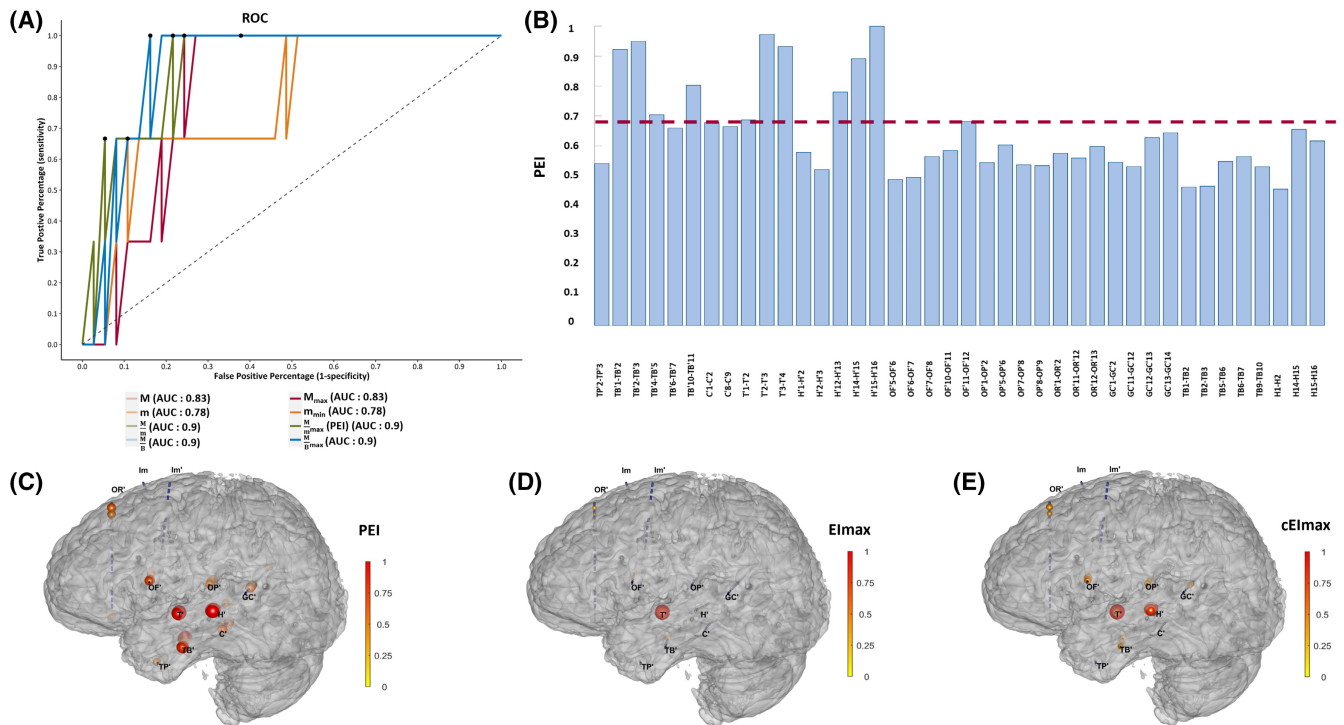 (A)
ROC
True Postive Percentage (sensitivity)
1.0
0.9
0.8
0.7
0.6
0.5
0.4
0.3
0.2
0.1
0.0
0.0 0.1 0.2 0.3 0.4 0.5 0.6 0.7 0.8 0.9 1.0
False Positive Percentage (1-specificity)
M (AUC : 0.83)
m (AUC : 0.78)
M/m (AUC : 0.9)
M/B (AUC : 0.9)
Mmax (AUC : 0.83)
mmin (AUC : 0.78)
M/m max (PEI) (AUC : 0.9)
M/B max (AUC : 0.9)
(B)
PEI
1
0.9
0.8
0.7
0.6
0.5
0.4
0.3
0.2
0.1
0
TP'2-TP'3
TB'1-TB'2
TB'2-TB'3
TB'4-TB'5
TB'6-TB'7
TB'10-TB'11
C'1-C'2
C'8-C'9
T'1-T'2
T'2-T'3
T'3-T'4
H'1-H'2
H'2-H'3
H'12-H'13
H'14-H'15
H'15-H'16
OF'5-OF'6
OF'6-OF'7
OF'7-OF'8
OF'10-OF'11
OF'11-OF'12
OP'1-OP'2
OP'5-OP'6
OP'7-OP'8
OP'8-OP'9
OR'1-OR'2
OR'11-OR'12
OR'12-OR'13
GC'1-GC'2
GC'11-GC'12
GC'12-GC'13
GC'13-GC'14
TB1-TB2
TB2-TB3
TB5-TB6
TB6-TB7
TB9-TB10
H1-H2
H14-H15
H15-H16
(C)
Im Im'
OR'
OF'
OP'
GC'
T'
H'
C'
TB'
TP'
PEI
1
0.75
0.5
0.25
0
(D)
Im Im'
OR'
OF'
OP'
GC'
T'
H'
C'
TB'
TP'
EImax
1
0.75
0.5
0.25
0
(E)
Im Im'
OR'
OF'
OP'
GC'
T'
H'
C'
TB'
TP'
cEImax
1
0.75
0.5
0.25
0